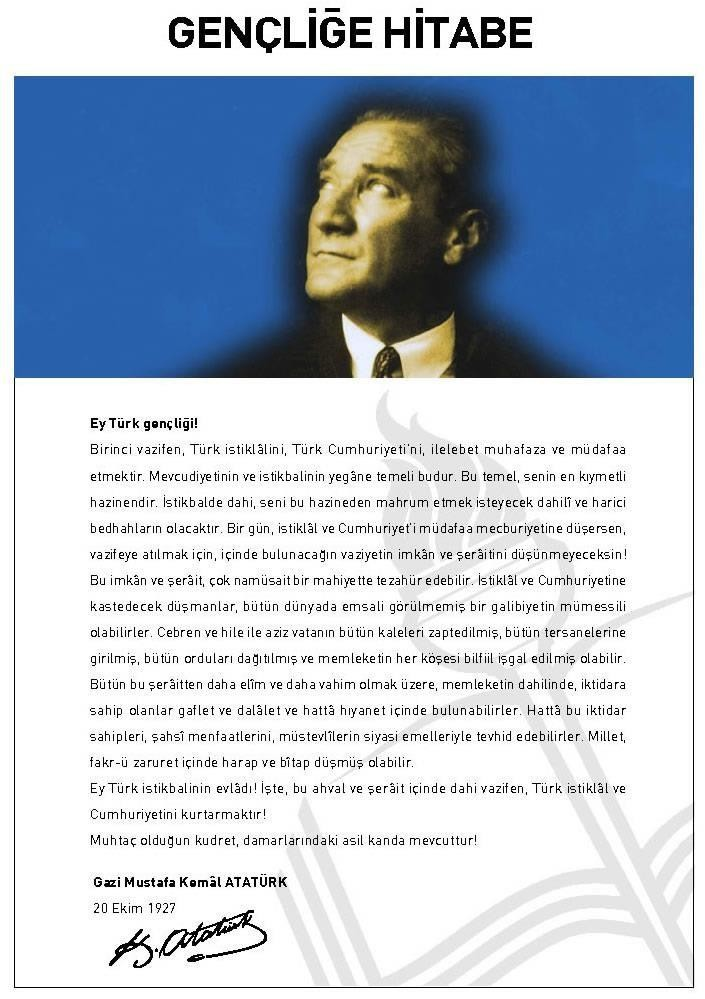 GENÇLİĞE HİTABE
Ey Türk gençliği!
Birinci vazifen, Türk istiklâlini, Türk Cumhuriyeti'ni, ilelebet muhafaza ve müdafaa
etmektir. Mevcudiyetinin ve istikbalinin yegâne temeli budur. Bu temel, senin en kıymetli
hazinendir. İstikbalde dahi, seni bu hazineden mahrum etmek isteyecek dahilî ve harici
bedhahların olacaktır. Bir gün, istiklâl ve Cumhuriyet'i müdafaa mecburiyetine düşersen,
vazifeye atılmak için, içinde bulunacağın vaziyetin imkân ve şerâitini düşünmeyeceksin!
Bu imkân ve şerâit, çok namüsait bir mahiyette tezahür edebilir. İstiklâl ve Cumhuriyetine
kastedecek düşmanlar, bütün dünyada emsali görülmemiş bir galibiyetin mümessili
olabilirler. Cebren ve hile ile aziz vatanın bütün kaleleri zaptedilmiş, bütün tersanelerine
girilmiş, bütün orduları dağıtılmış ve memleketin her köşesi bilfiil işgal edilmiş olabilir.
Bütün bu şerâitten daha elîm ve daha vahim olmak üzere, memleketin dahilinde, iktidara
sahip olanlar gaflet ve dalâlet ve hattâ hıyanet içinde bulunabilirler. Hattâ bu iktidar
sahipleri, şahsî menfaatlerini, müstevlîlerin siyasi emelleriyle tevhid edebilirler. Millet,
fakr-ü zaruret içinde harap ve bîtap düşmüş olabilir.
Ey Türk istikbalinin evlâdı! İşte, bu ahval ve şerâit içinde dahi vazifen, Türk istiklâl ve
Cumhuriyetini kurtarmaktır!
Muhtaç olduğun kudret, damarlarındaki asil kanda mevcuttur!
Gazi Mustafa Kemâl ATATÜRK
20 Ekim 1927
K. Atatürk